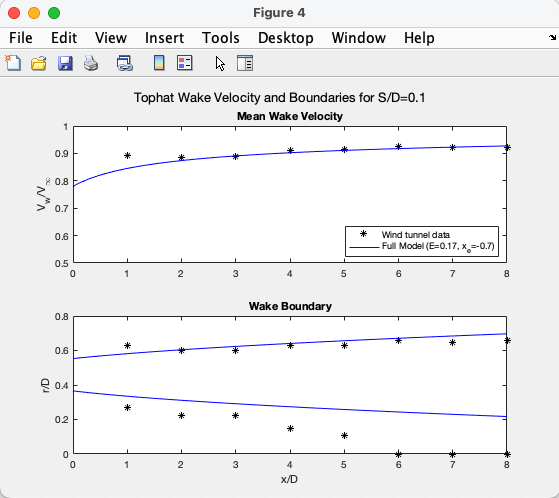 Figure 4
File Edit View Insert Tools Desktop Window Help
Tophat Wake Velocity and Boundaries for S/D=0.1
Mean Wake Velocity
1
0.9
0.8
0.7
0.6
0.5
V_w/V_∞
Wind tunnel data
Full Model (E=0.17, x_e=-0.7)
0 1 2 3 4 5 6 7 8
Wake Boundary
0.8
0.6
0.4
0.2
0
r/D
0 1 2 3 4 5 6 7 8
x/D